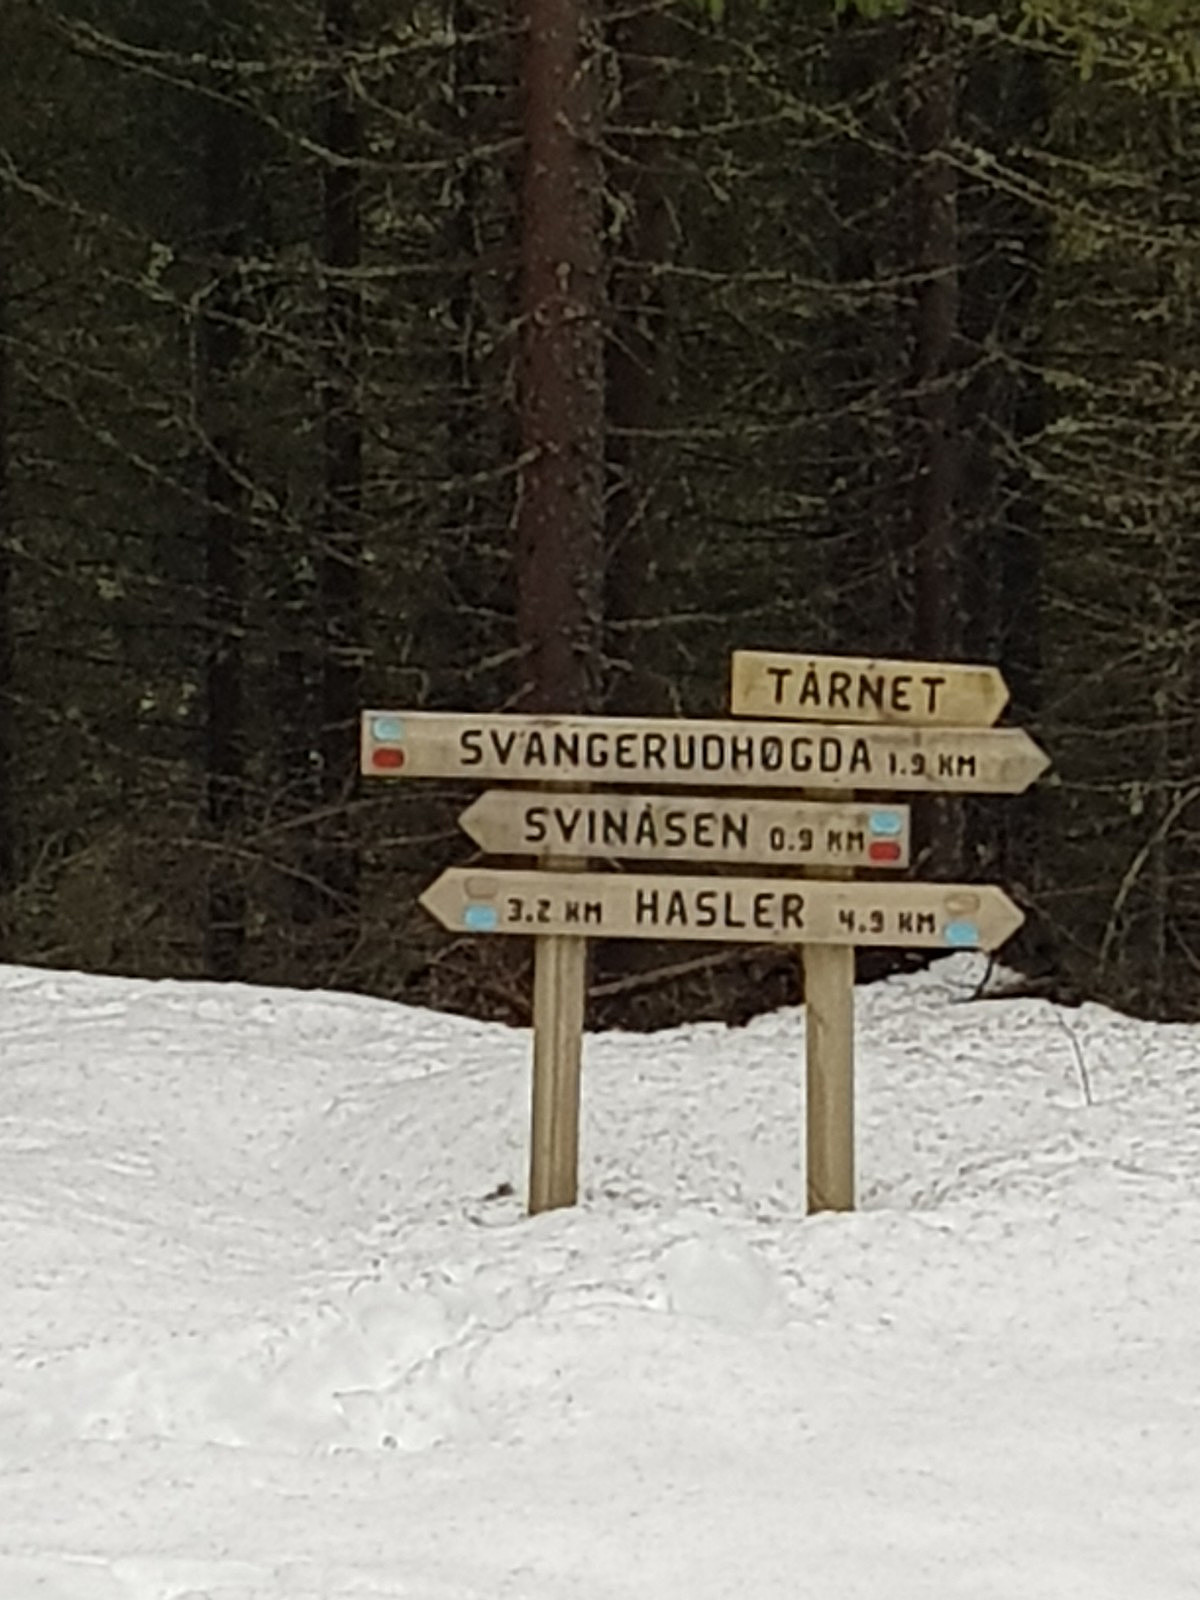 TÅRNET
SVANGERUDHØGDA 1.9 KM
SVINÅSEN 0.9 KM
3.2 KM HASLER 4.9 KM